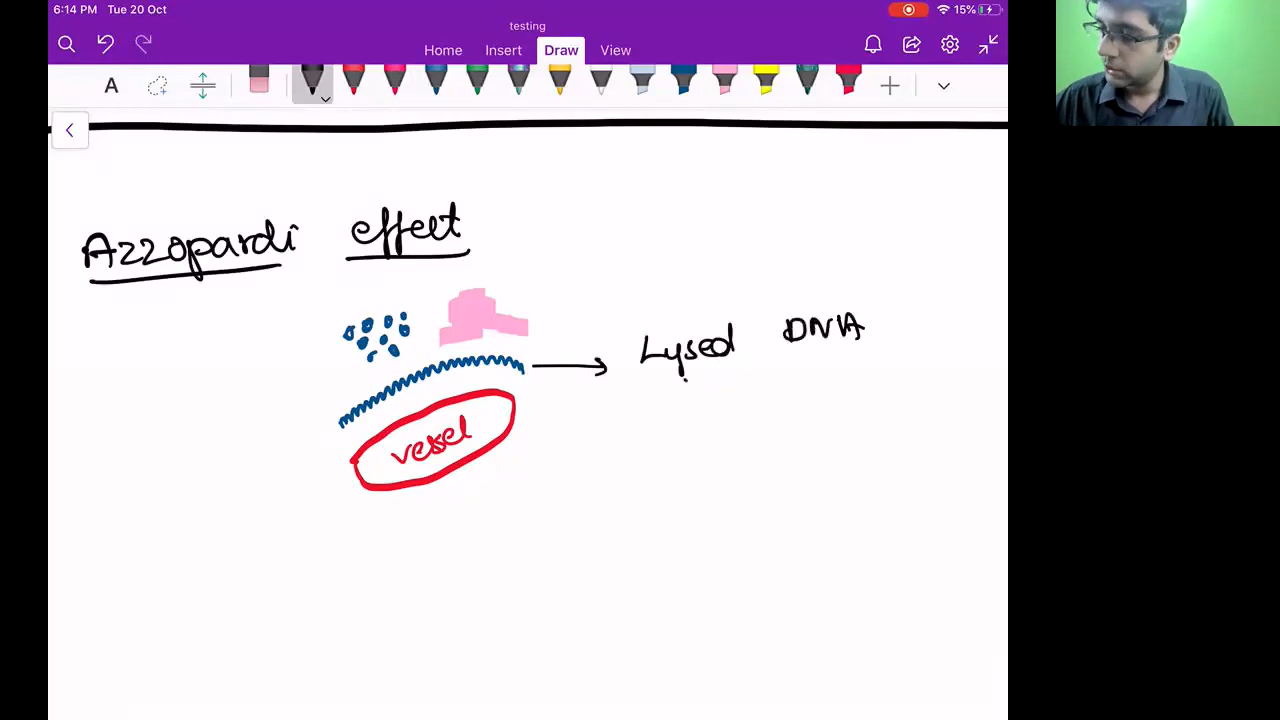 6:14 PM Tue 20 Oct
15%
testing
Home Insert Draw View
A
Azzopardi effect
Lysed DNA
vessel